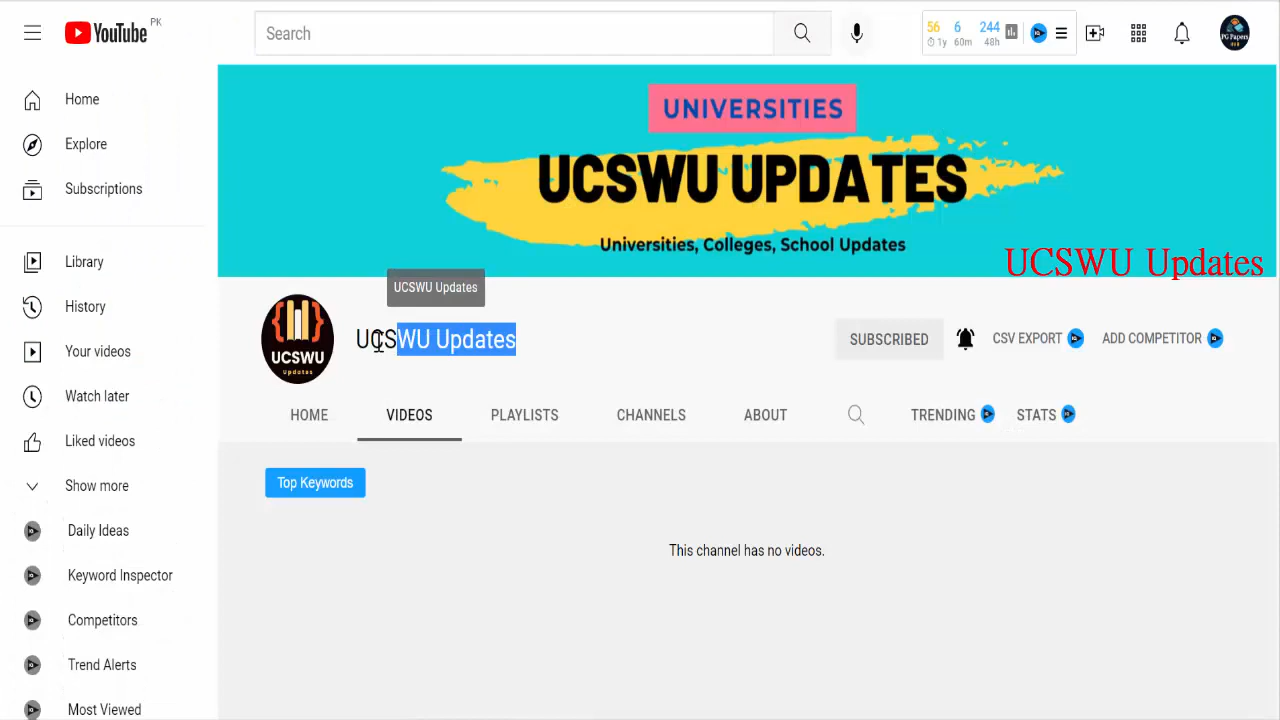 YouTube PK
Search
56 6 244
1y 60m 48h
PG Papers
Home
Explore
Subscriptions
Library
History
Your videos
Watch later
Liked videos
Show more
Daily Ideas
Keyword Inspector
Competitors
Trend Alerts
Most Viewed
UNIVERSITIES
UCSWU UPDATES
Universities, Colleges, School Updates
UCSWU Updates
UCSWU Updates
UCSWU
Updates
UCSWU Updates
SUBSCRIBED
CSV EXPORT
ADD COMPETITOR
HOME VIDEOS PLAYLISTS CHANNELS ABOUT TRENDING STATS
Top Keywords
This channel has no videos.